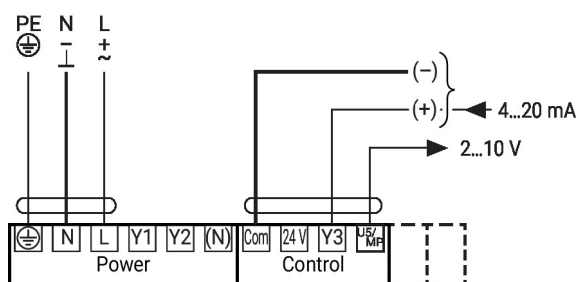 PE N L
- +
⊥ ~
(−)
(+) 4...20 mA
2...10 V
N L Y1 Y2 (N) Com 24 V Y3 U5/MP
Power Control